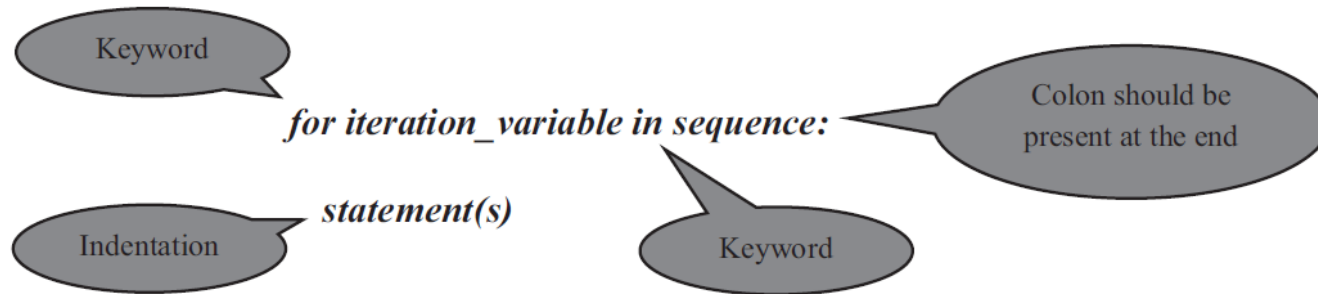 Keyword
for iteration_variable in sequence:
Colon should be
present at the end
statement(s)
Indentation
Keyword